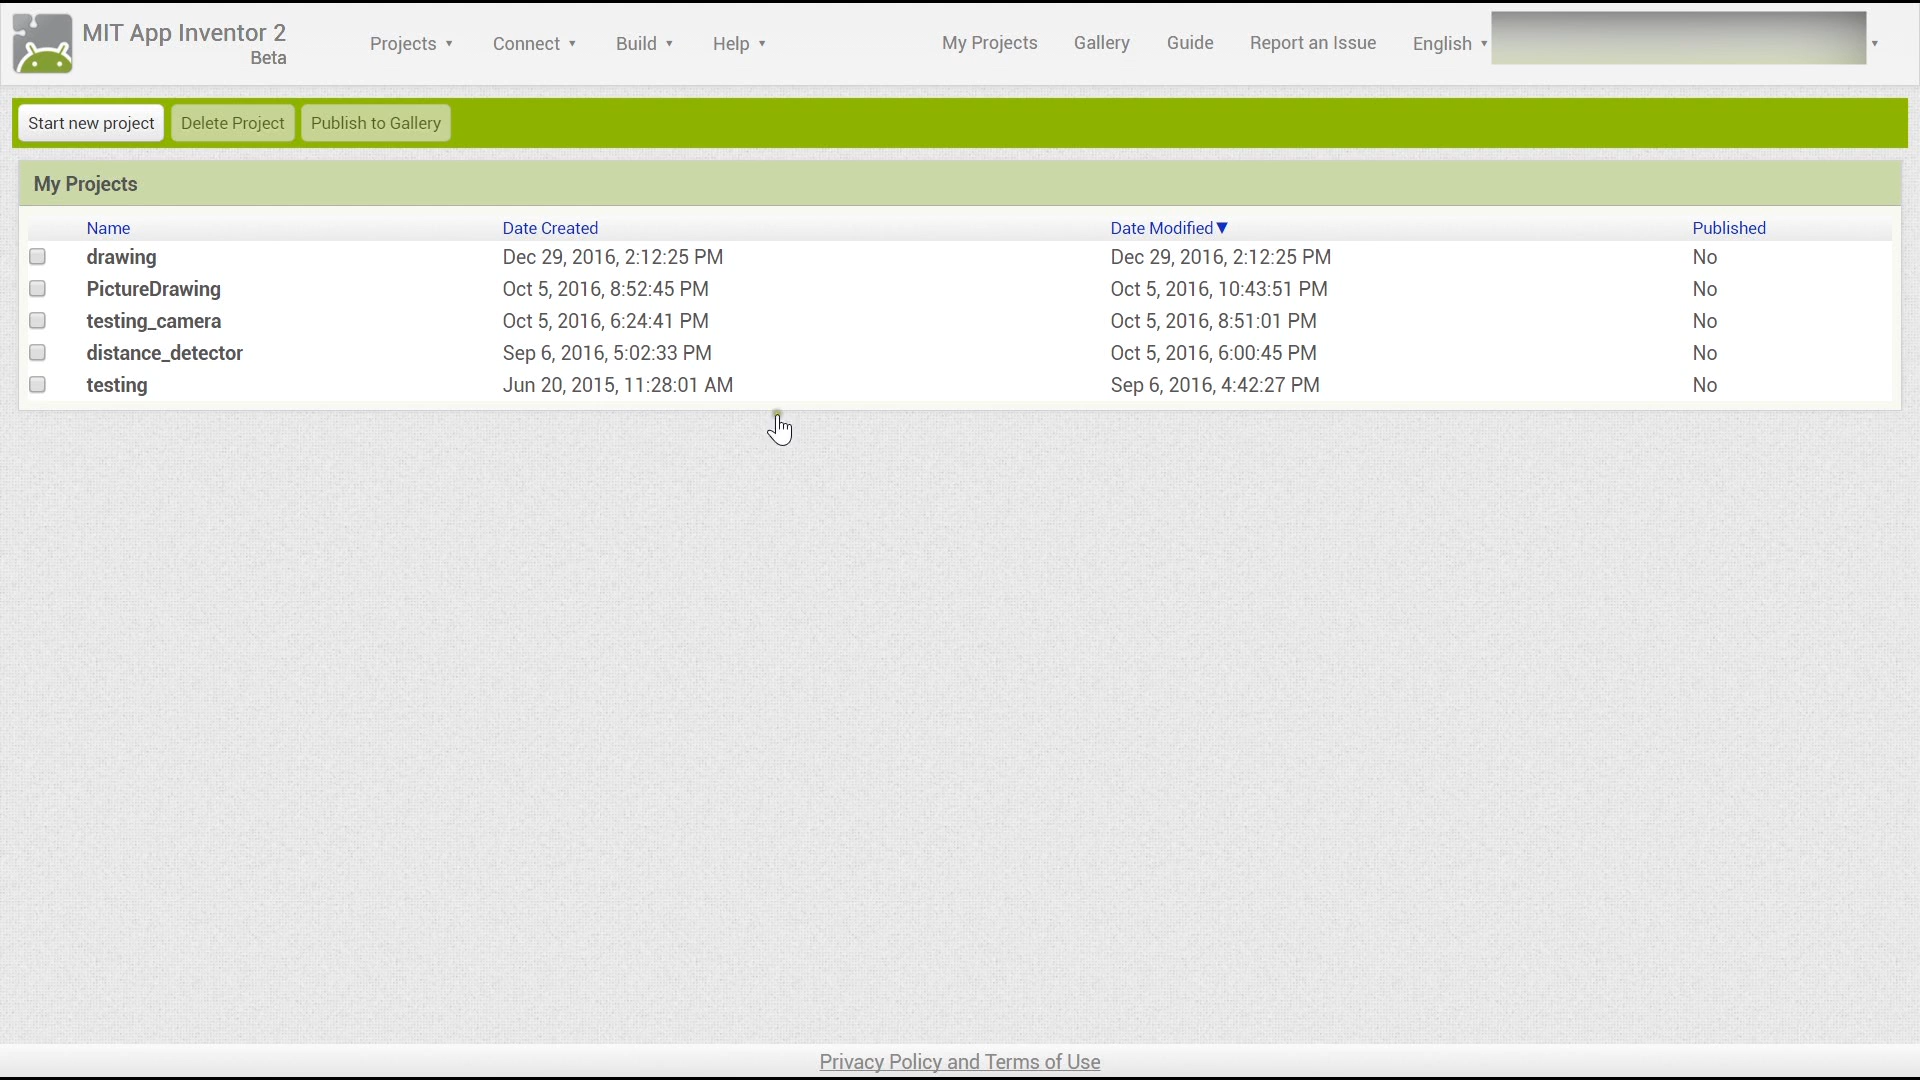 MIT App Inventor 2
Beta
Projects Connect Build Help My Projects Gallery Guide Report an Issue English
Start new project Delete Project Publish to Gallery
My Projects
Name Date Created Date Modified▼ Published
drawing Dec 29, 2016, 2:12:25 PM Dec 29, 2016, 2:12:25 PM No
PictureDrawing Oct 5, 2016, 8:52:45 PM Oct 5, 2016, 10:43:51 PM No
testing_camera Oct 5, 2016, 6:24:41 PM Oct 5, 2016, 8:51:01 PM No
distance_detector Sep 6, 2016, 5:02:33 PM Oct 5, 2016, 6:00:45 PM No
testing Jun 20, 2015, 11:28:01 AM Sep 6, 2016, 4:42:27 PM No
Privacy Policy and Terms of Use